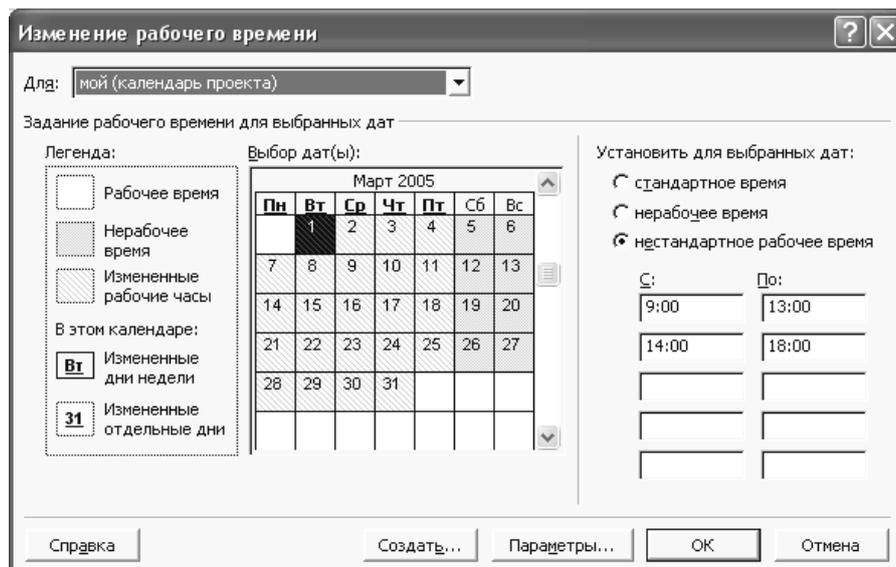 Изменение рабочего времени
Для: мой (календарь проекта)
Задание рабочего времени для выбранных дат
Легенда:
Рабочее время
Нерабочее
время
Измененные
рабочие часы
В этом календаре:
Вт Измененные
дни недели
31 Измененные
отдельные дни
Выбор дат(ы):
Март 2005
Пн Вт Ср Чт Пт Сб Вс
1 2 3 4 5 6
7 8 9 10 11 12 13
14 15 16 17 18 19 20
21 22 23 24 25 26 27
28 29 30 31
Установить для выбранных дат:
стандартное время
нерабочее время
нестандартное рабочее время
С: По:
9:00 13:00
14:00 18:00
Справка Создать... Параметры... ОК Отмена